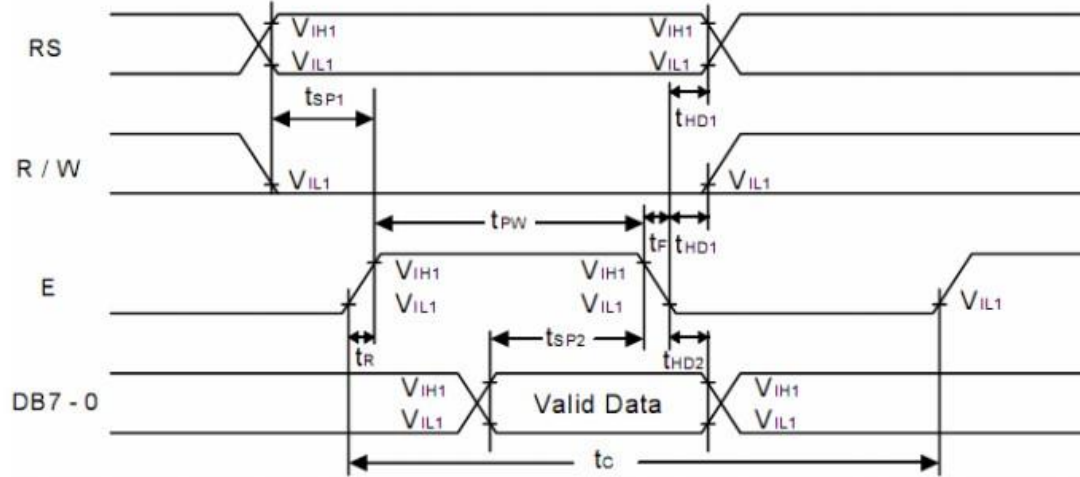 RS VIH1 VIH1
VIL1 VIL1
tSP1 tHD1
R / W VIL1 VIL1
tPW tF tHD1
E VIH1 VIH1
VIL1 VIL1 VIL1
tR tSP2 tHD2
DB7 - 0 VIH1 Valid Data VIH1
VIL1 VIL1
tC